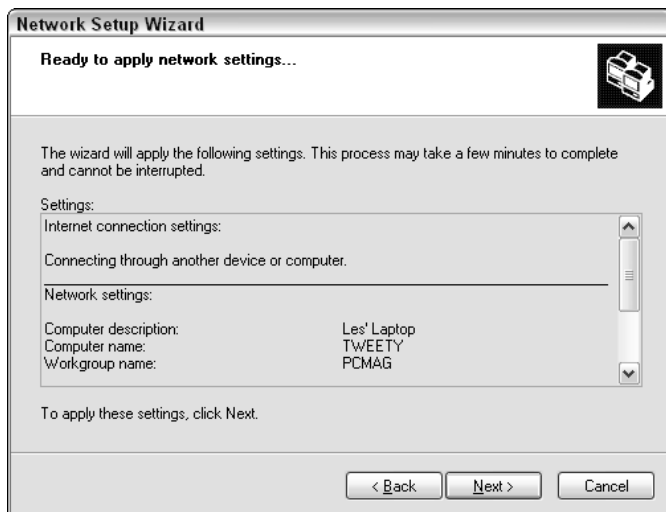 Network Setup Wizard
Ready to apply network settings...
The wizard will apply the following settings. This process may take a few minutes to complete
and cannot be interrupted.
Settings:
Internet connection settings:
Connecting through another device or computer.
Network settings:
Computer description: Les' Laptop
Computer name: TWEETY
Workgroup name: PCMAG
To apply these settings, click Next.
< Back Next > Cancel